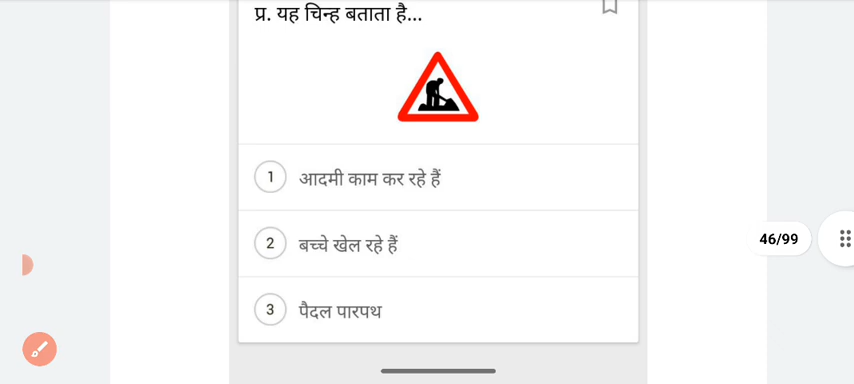 प्र. यह चिन्ह बताता है...
1 आदमी काम कर रहे हैं
2 बच्चे खेल रहे हैं
46/99
3 पैदल पारपथ